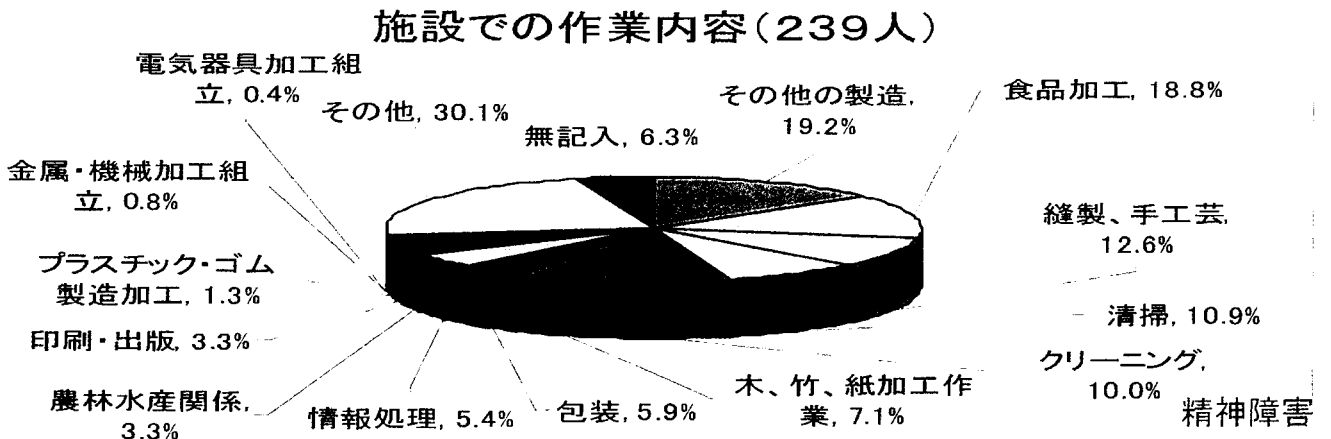 施設での作業内容(239人)
電気器具加工組
立, 0.4%
その他, 30.1%
無記入, 6.3%
その他の製造,
19.2%
食品加工, 18.8%
金属・機械加工組
立, 0.8%
縫製、手工芸,
12.6%
プラスチック・ゴム
製造加工, 1.3%
清掃, 10.9%
印刷・出版, 3.3%
クリーニング,
10.0%
農林水産関係,
3.3%
情報処理, 5.4%
包装, 5.9%
木、竹、紙加工作
業, 7.1%
精神障害